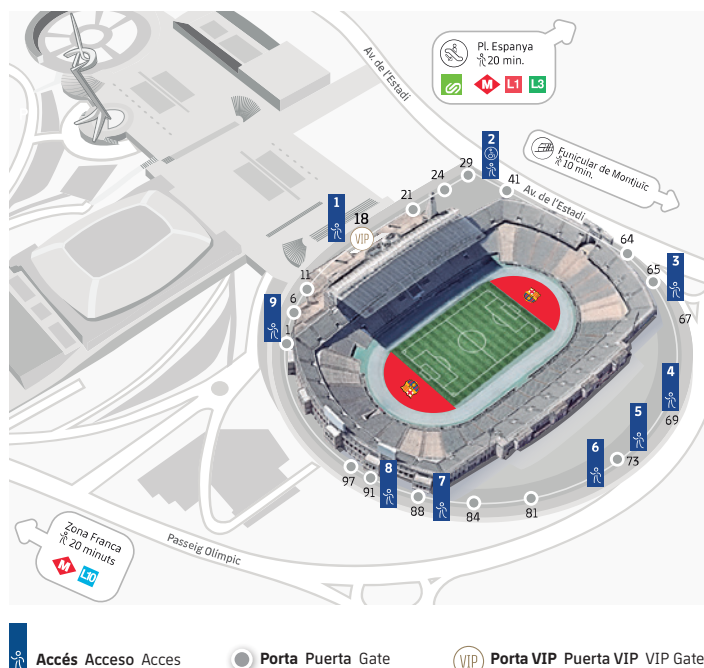 Pl. Espanya
20 min.
M L1 L3
Av. de l'Estadi
Funicular de Montjuïc
10 min.
Av. de l'Estadi
2
29
24
41
21
1
18
VIP
64
11
65
3
6
9
67
1
4
5
69
6
73
8
97
91
7
88
84
81
Zona Franca
20 minuts
M L10
Passeig Olímpic
Accés Acceso Acces
Porta Puerta Gate
VIP Porta VIP Puerta VIP VIP Gate